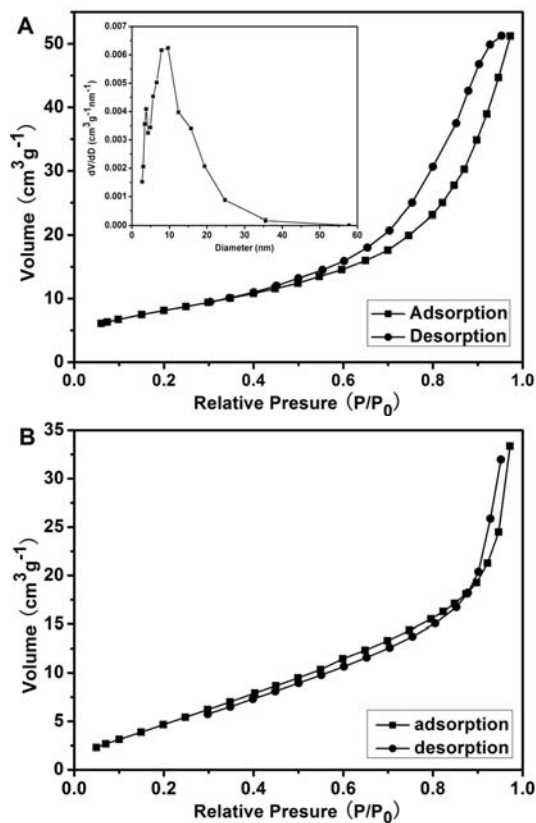 A
Volume (cm3g-1)
50
40
30
20
10
0
dV/dD (cm3g-1nm-1)
0.007
0.006
0.005
0.004
0.003
0.002
0.001
0.000
0 10 20 30 40 50 60
Diameter (nm)
Adsorption
Desorption
0.0 0.2 0.4 0.6 0.8 1.0
Relative Presure (P/P0)
B
Volume (cm3g-1)
35
30
25
20
15
10
5
0
adsorption
desorption
0.0 0.2 0.4 0.6 0.8 1.0
Relative Presure (P/P0)